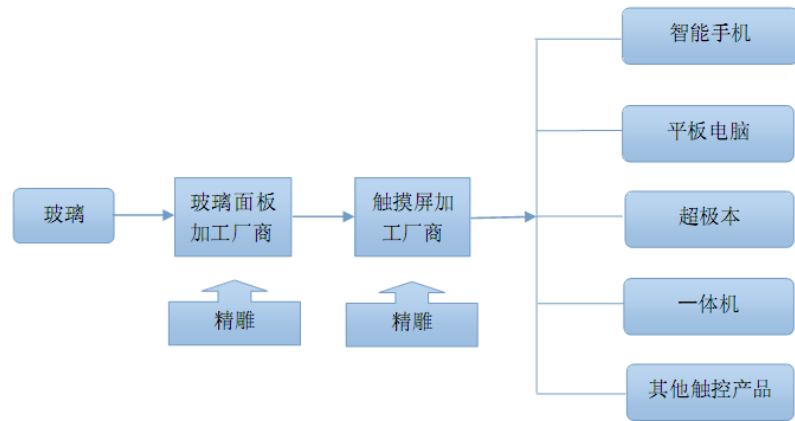 智能手机
平板电脑
玻璃
玻璃面板
加工厂商
触摸屏加
工厂商
超极本
精雕
精雕
一体机
其他触控产品